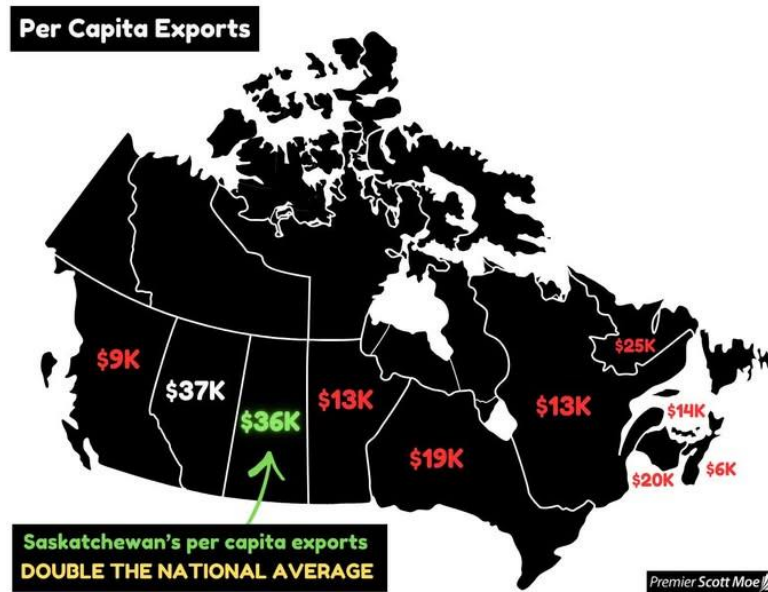 Per Capita Exports
$9K
$37K
$36K
$13K
$19K
$13K
$25K
$14K
$20K
$6K
Saskatchewan's per capita exports
DOUBLE THE NATIONAL AVERAGE
Premier Scott Moe